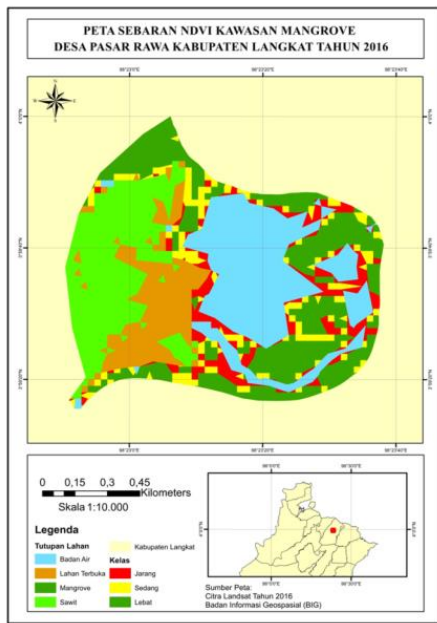 PETA SEBARAN NDVI KAWASAN MANGROVE
DESA PASAR RAWA KABUPATEN LANGKAT TAHUN 2016
0 0,15 0,3 0,45
Kilometers
Skala 1:10.000
Legenda
Tutupan Lahan
Badan Air
Lahan Terbuka
Mangrove
Sawit
Kabupaten Langkat
Kelas
Jarang
Sedang
Lebat
Sumber Peta:
Citra Landsat Tahun 2016
Badan Informasi Geospasial (BIG)